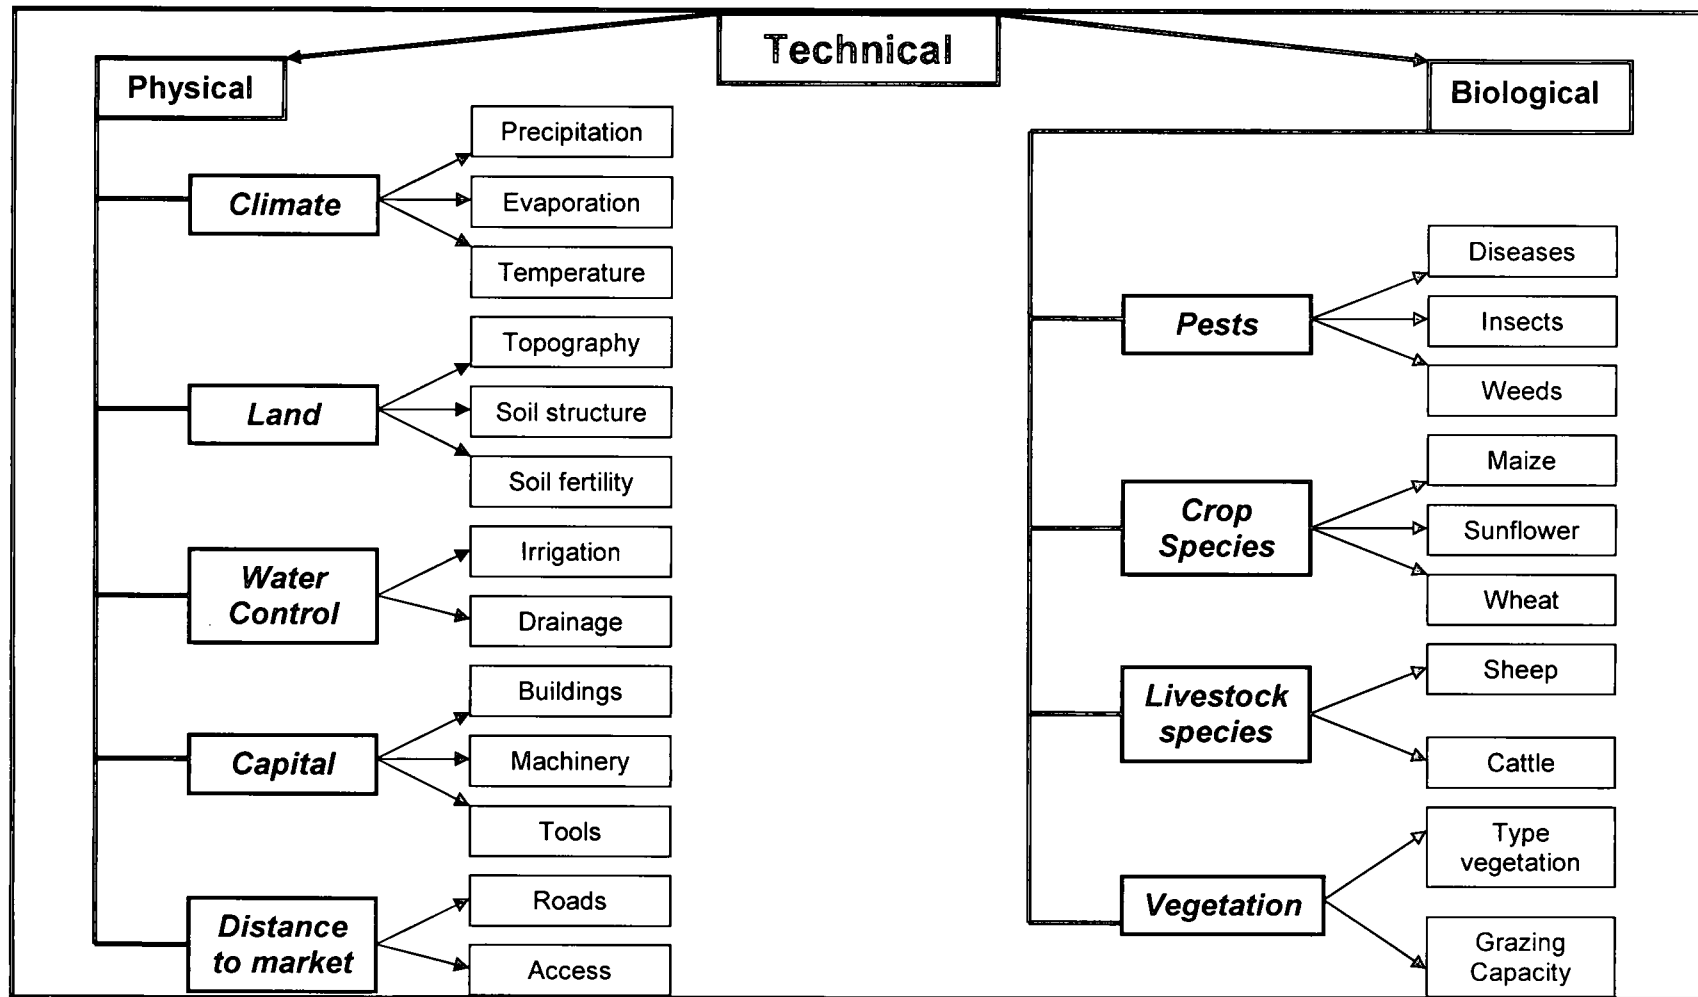 Technical
Physical
Climate
Precipitation
Evaporation
Temperature
Land
Topography
Soil structure
Soil fertility
Water
Control
Irrigation
Drainage
Capital
Buildings
Machinery
Tools
Distance
to market
Roads
Access
Biological
Pests
Diseases
Insects
Weeds
Crop
Species
Maize
Sunflower
Wheat
Livestock
species
Sheep
Cattle
Vegetation
Type
vegetation
Grazing
Capacity